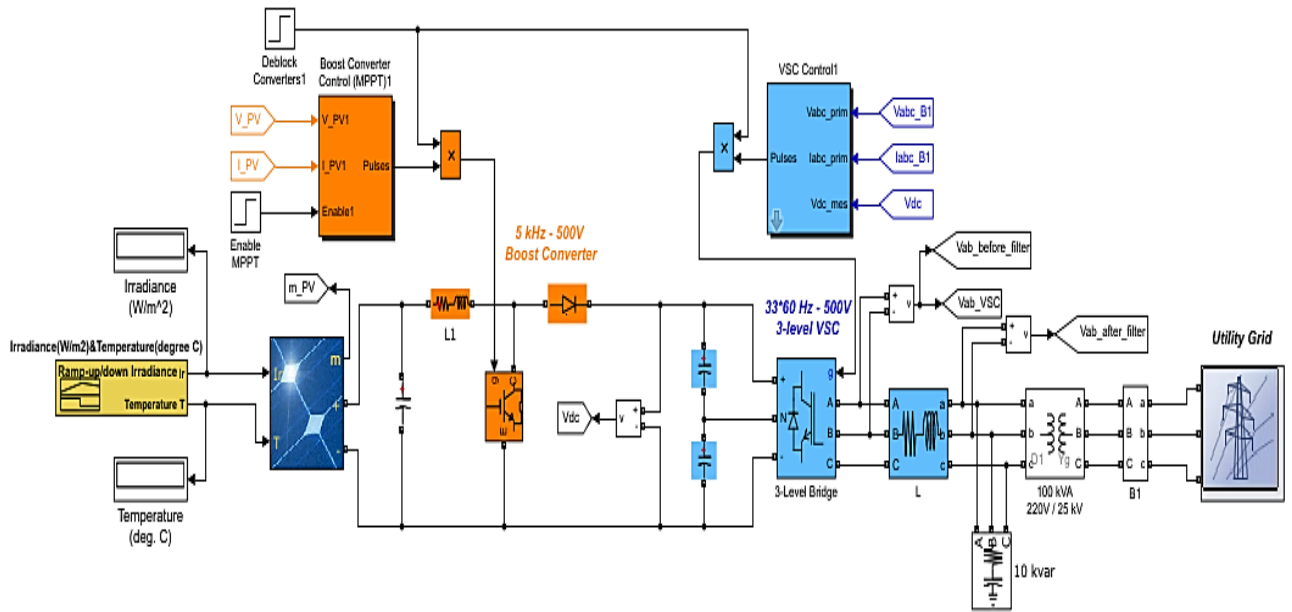 Deblock
Converters1
Boost Converter
Control (MPPT)1
V_PV
I_PV
V_PV1
I_PV1
Pulses
Enable1
Enable
MPPT
×
×
VSC Control1
Vabc_prim
Iabc_prim
Pulses
Vdc_mes
Vabc_B1
Iabc_B1
Vdc
5 kHz - 500V
Boost Converter
Irradiance
(W/m^2)
m_PV
L1
Irradiance(W/m2)&Temperature(degree C)
Ramp-up/down Irradiance Ir
Temperature T
Ir
T
m
+
-
Temperature
(deg. C)
g
C
E
Vdc
v
+
-
33*60 Hz - 500V
3-level VSC
+
N
-
g
A
B
C
3-Level Bridge
+
-
v
Vab_before_filter
Vab_VSC
+
-
v
Vab_after_filter
A
B
C
a
b
c
L
a
b
c
A
B
C
D1
Yg
100 kVA
220V / 25 kV
A
B
C
a
b
c
B1
Utility Grid
A
B
C
10 kvar